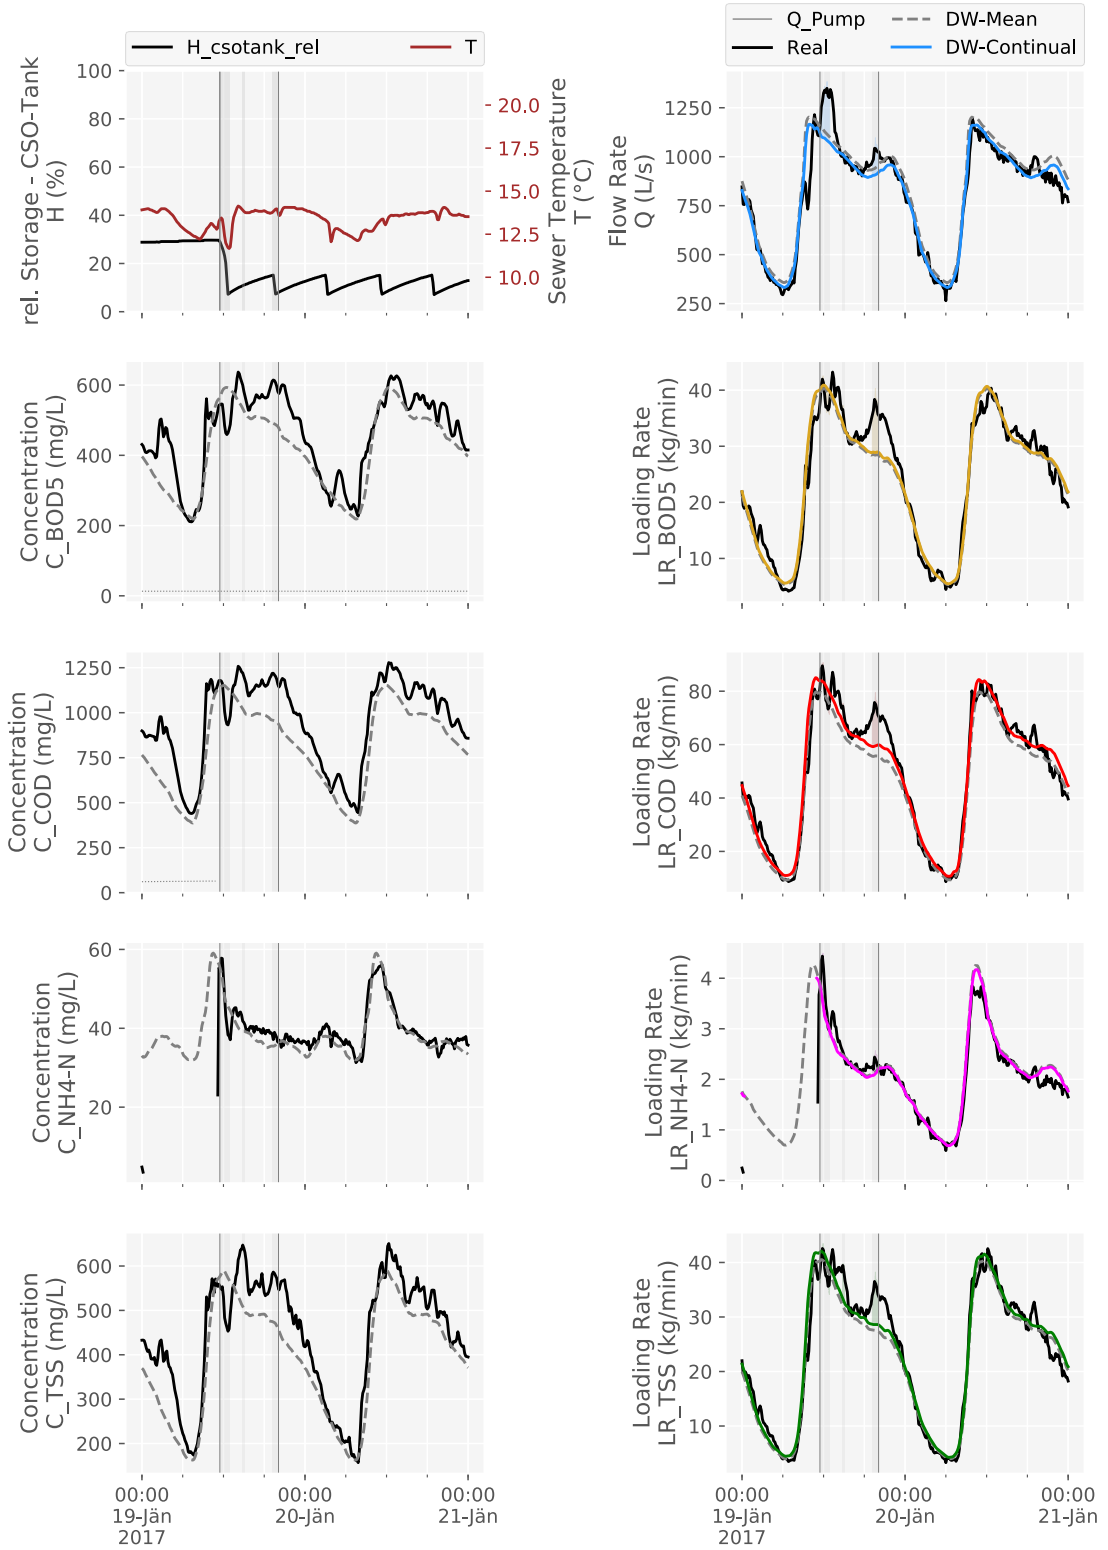 H_csotank_rel
T
Q_Pump
DW-Mean
Real
DW-Continual
rel. Storage - CSO-Tank
H (%)
100
80
60
40
20
0
20.0
17.5
15.0
12.5
10.0
Sewer Temperature
T (°C)
Flow Rate
Q (L/s)
1250
1000
750
500
250
Concentration
C_BOD5 (mg/L)
600
400
200
0
Loading Rate
LR_BOD5 (kg/min)
40
30
20
10
Concentration
C_COD (mg/L)
1250
1000
750
500
250
0
Loading Rate
LR_COD (kg/min)
80
60
40
20
Concentration
C_NH4-N (mg/L)
60
40
20
Loading Rate
LR_NH4-N (kg/min)
4
3
2
1
0
Concentration
C_TSS (mg/L)
600
500
400
300
200
Loading Rate
LR_TSS (kg/min)
40
30
20
10
00:00
19-Jän
2017
00:00
20-Jän
00:00
21-Jän
00:00
19-Jän
2017
00:00
20-Jän
00:00
21-Jän